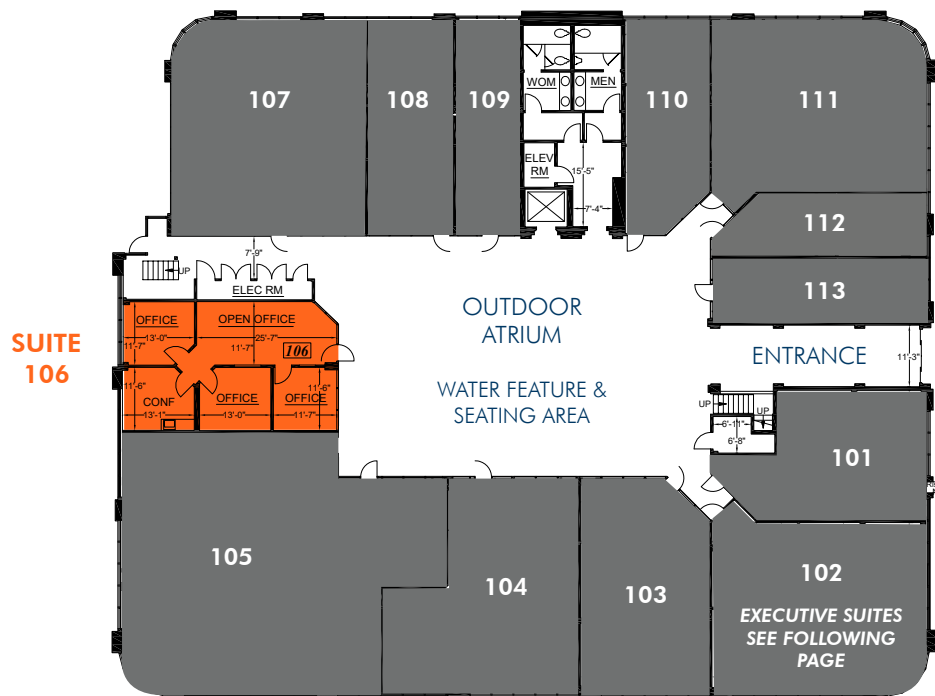 107
108
109
WOM
MEN
110
111
ELEV
RM
15'-5"
7'-4"
112
113
7'-9"
UP
ELEC RM
OUTDOOR
ATRIUM
WATER FEATURE &
SEATING AREA
ENTRANCE
11'-3"
SUITE
106
OFFICE
13'-0"
11'-7"
OPEN OFFICE
25'-7"
11'-7"
106
11'-6"
CONF
13'-1"
OFFICE
13'-0"
11'-6"
OFFICE
11'-7"
UP
UP
6'-11"
6'-8"
101
105
104
103
102
EXECUTIVE SUITES
SEE FOLLOWING
PAGE